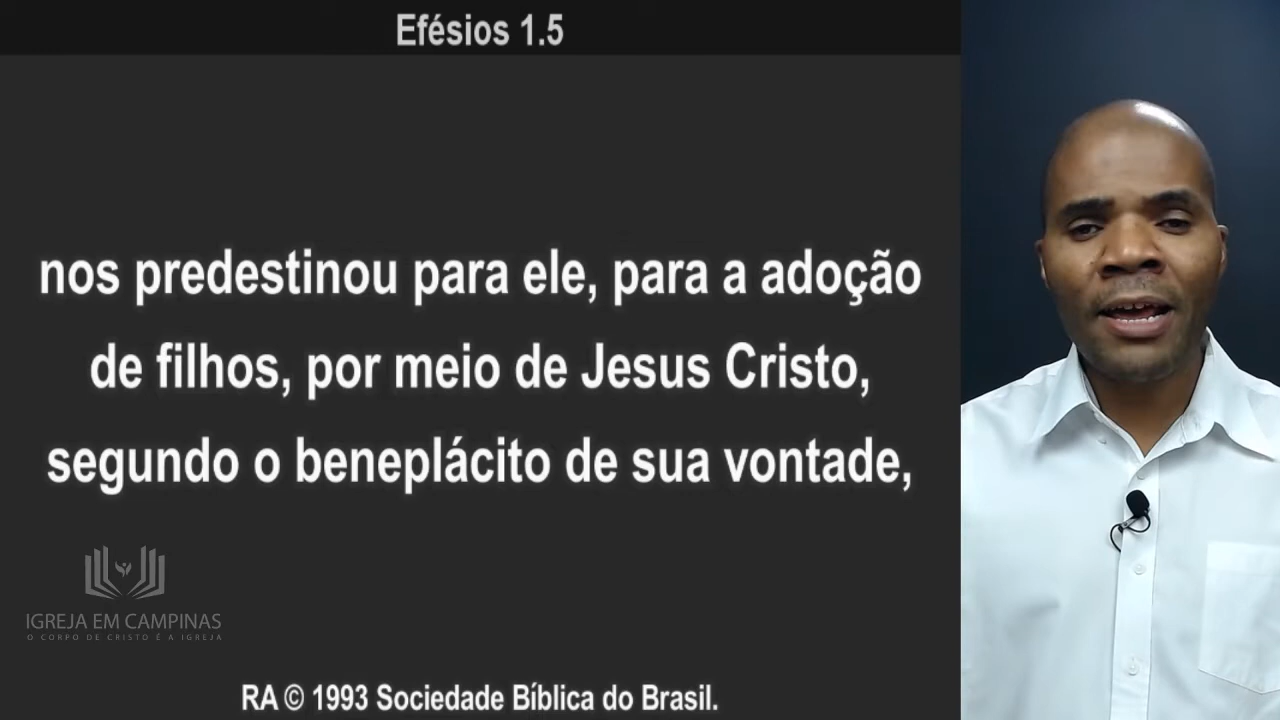 Efésios 1.5
nos predestinou para ele, para a adoção
de filhos, por meio de Jesus Cristo,
segundo o beneplácito de sua vontade,
IGREJA EM CAMPINAS
O CORPO DE CRISTO É A IGREJA
RA © 1993 Sociedade Bíblica do Brasil.